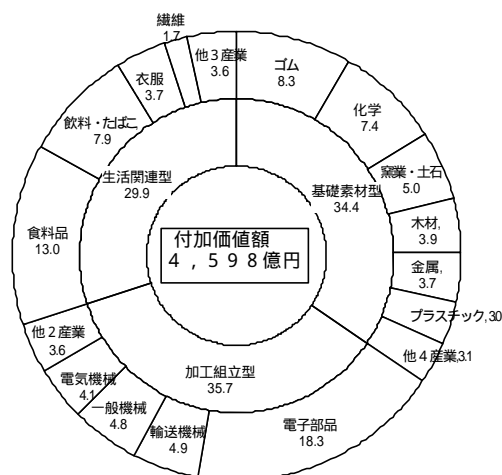 繊維
1.7
他3産業
3.6
衣服
3.7
飲料・たばこ
7.9
生活関連型
29.9
食料品
13.0
ゴム
8.3
化学
7.4
窯業・土石
5.0
基礎素材型
34.4
木材,
3.9
金属,
3.7
プラスチック,3.0
他4産業,3.1
付加価値額
4,598億円
他2産業
3.6
電気機械
4.1
一般機械
4.8
輸送機械
4.9
加工組立型
35.7
電子部品
18.3